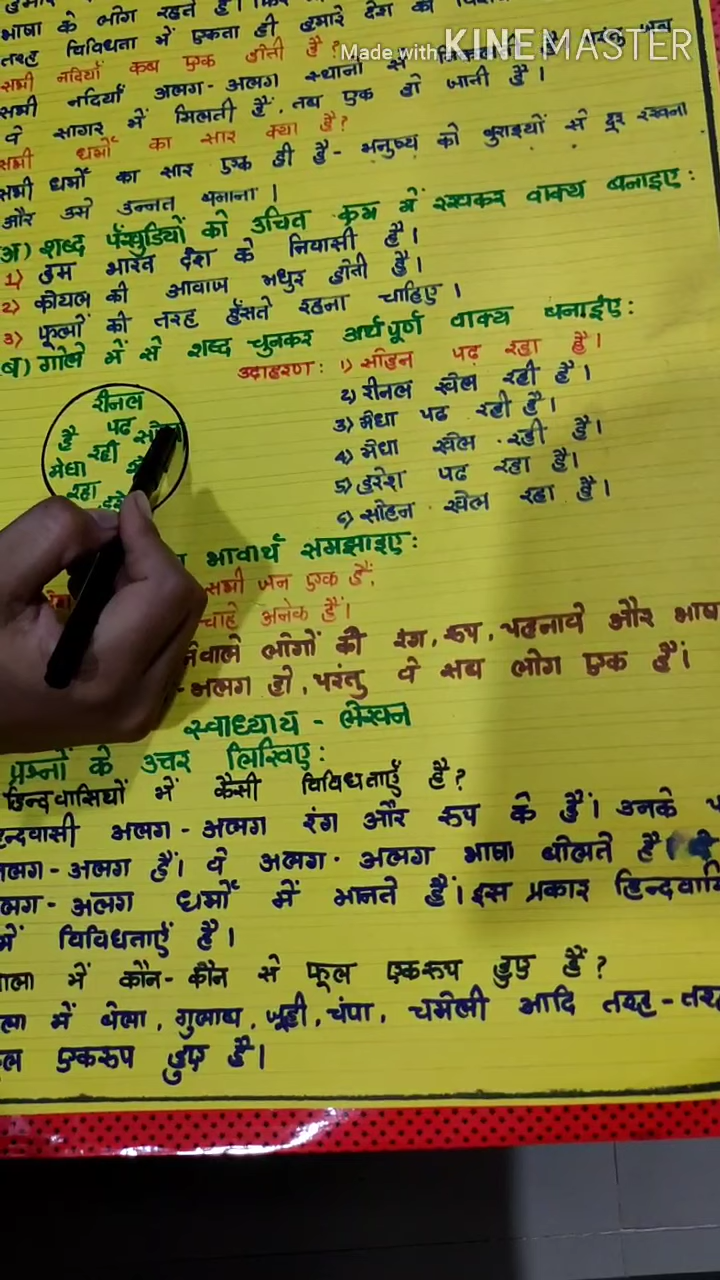 भाषा के लोग रहते है।
तरह विविधता में एकता ही हमारे देश की
Made with KINEMASTER
सभी नदियाँ कब एक होती है?
सभी नदियाँ अलग-अलग स्थानों से
वे सागर में मिलती हैं, तब एक हो जाती है।
सभी धर्मों का सार क्या है?
सभी धर्मों का सार एक ही है - मनुष्य को बुराइयों से दूर रखना
और उसे उन्नत बनाना।
अ) शब्द पँखुडियों को उचित क्रम में रखकर वाक्य बनाइए:
1) हम भारत देश के निवासी हैं।
2) कोयल की आवाज मधुर होती है।
3) फूलों की तरह हँसते रहना चाहिए।
ब) गोले में से शब्द चुनकर अर्थपूर्ण वाक्य बनाईए:
उदाहरण: 1) सोहन पढ़ रहा है।
2) रीनल खेल रही है।
3) मेधा पढ रही है।
4) मेधा खेल रही है।
5) हरेश पढ रहा है।
6) सोहन खेल रहा है।
रीनल
है पढ
मेधा रही
रहा
भावार्थ समझाइए:
सभी जन एक हैं,
चाहे अनेक हैं।
वाले लोगों की रंग, रूप, पहनावे और भाषा
-अलग हो, परंतु वे सब लोग एक हैं।
स्वाध्याय - लेखन
प्रश्नों के उत्तर लिखिए:
हिन्दवासियों में कैसी विविधताएँ है?
हिन्दवासी अलग-अलग रंग और रूप के हैं। उनके
अलग-अलग हैं। वे अलग-अलग भाषा बोलते है।
अलग-अलग धर्मों में मानते हैं। इस प्रकार
में विविधताएँ है।
माला में कौन-कौन से फूल एकरूप हुए हैं?
माला में बेला, गुलाब, जूही, चंपा, चमेली आदि तरह-तरह
फूल एकरूप हुए है।